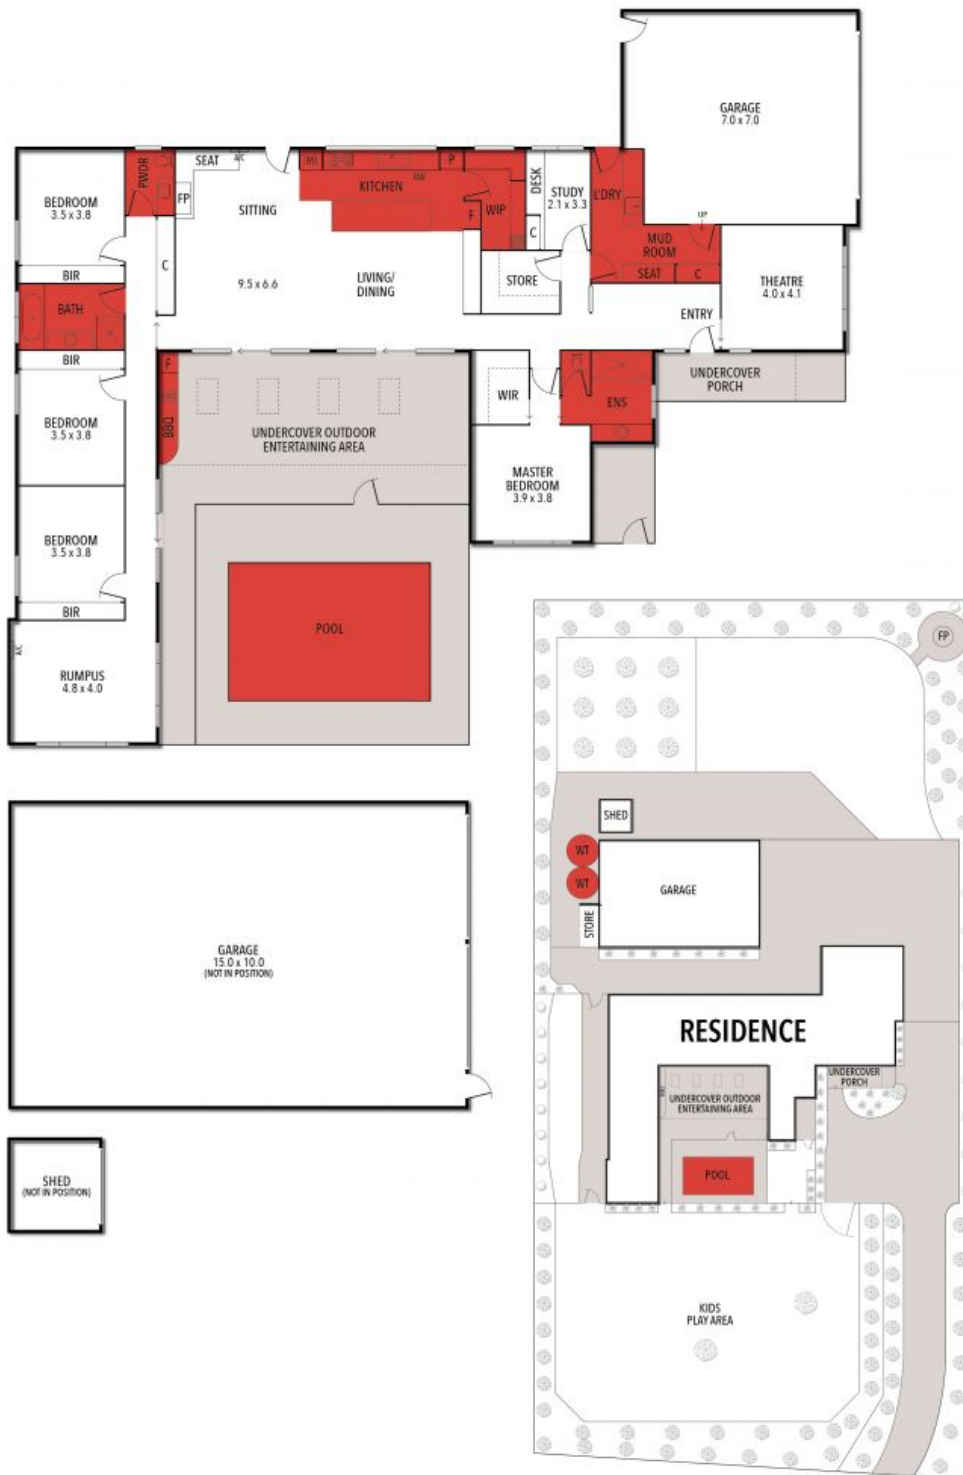 GARAGE
7.0 x 7.0
BEDROOM
3.5 x 3.8
PWDR
SEAT
A/C
FP
SITTING
KITCHEN
DW
P
F
WIP
DESK
C
STUDY
2.1 x 3.3
L'DRY
MUD
ROOM
UP
SEAT
C
BIR
C
BATH
9.5 x 6.6
LIVING/
DINING
STORE
ENTRY
THEATRE
4.0 x 4.1
BIR
F
BBQ
BEDROOM
3.5 x 3.8
UNDERCOVER OUTDOOR
ENTERTAINING AREA
WIR
ENS
UNDERCOVER
PORCH
MASTER
BEDROOM
3.9 x 3.8
BEDROOM
3.5 x 3.8
BIR
A/C
RUMPUS
4.8 x 4.0
POOL
FP
SHED
WT
WT
STORE
GARAGE
GARAGE
15.0 x 10.0
(NOT IN POSITION)
RESIDENCE
UNDERCOVER
PORCH
UNDERCOVER OUTDOOR
ENTERTAINING AREA
POOL
SHED
(NOT IN POSITION)
KIDS
PLAY AREA